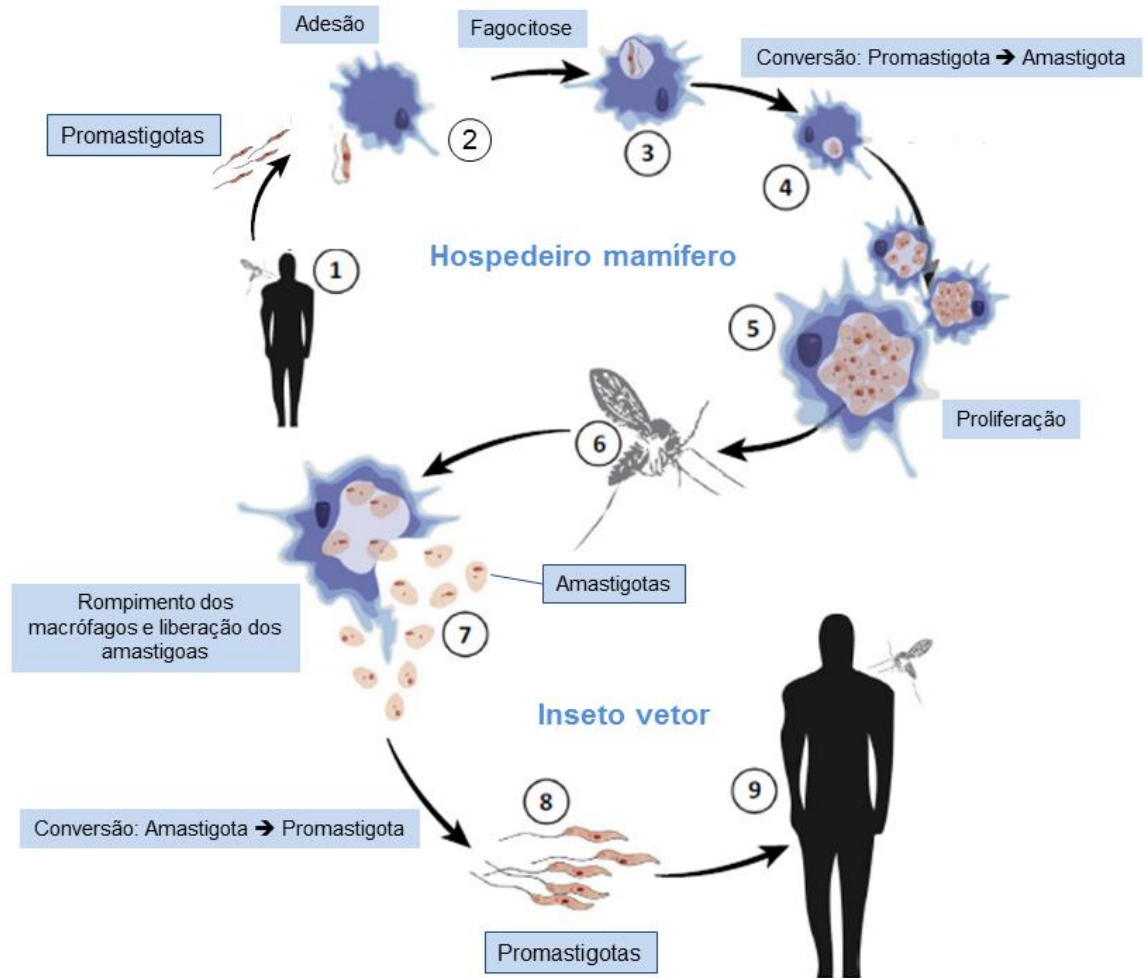 Adesão
Fagocitose
Conversão: Promastigota ➔ Amastigota
Promastigotas
2
3
4
1
Hospedeiro mamífero
5
Proliferação
6
Amastigotas
Rompimento dos
macrófagos e liberação dos
amastigoas
7
Inseto vetor
8
9
Conversão: Amastigota ➔ Promastigota
Promastigotas